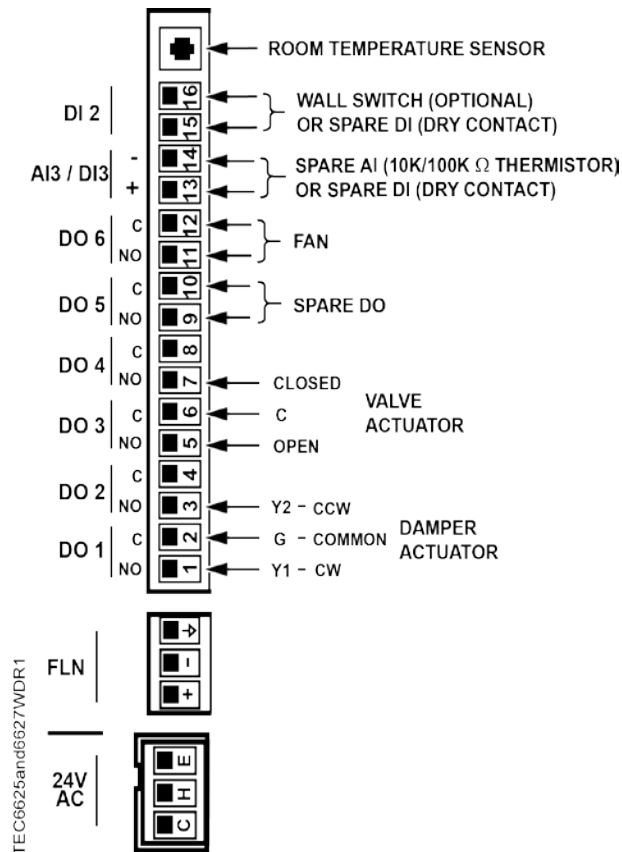 ROOM TEMPERATURE SENSOR
DI 2
16
15
WALL SWITCH (OPTIONAL)
OR SPARE DI (DRY CONTACT)
AI3 / DI3
-
+
14
13
SPARE AI (10K/100K Ω THERMISTOR)
OR SPARE DI (DRY CONTACT)
DO 6
C
NO
12
11
FAN
DO 5
C
NO
10
9
SPARE DO
DO 4
C
NO
8
7
CLOSED
DO 3
C
NO
6
5
C
OPEN
VALVE
ACTUATOR
DO 2
C
NO
4
3
Y2 - CCW
DO 1
C
NO
2
1
G - COMMON
Y1 - CW
DAMPER
ACTUATOR
FLN
-
+
24V
AC
E
H
C
TEC6625and6627WDR1